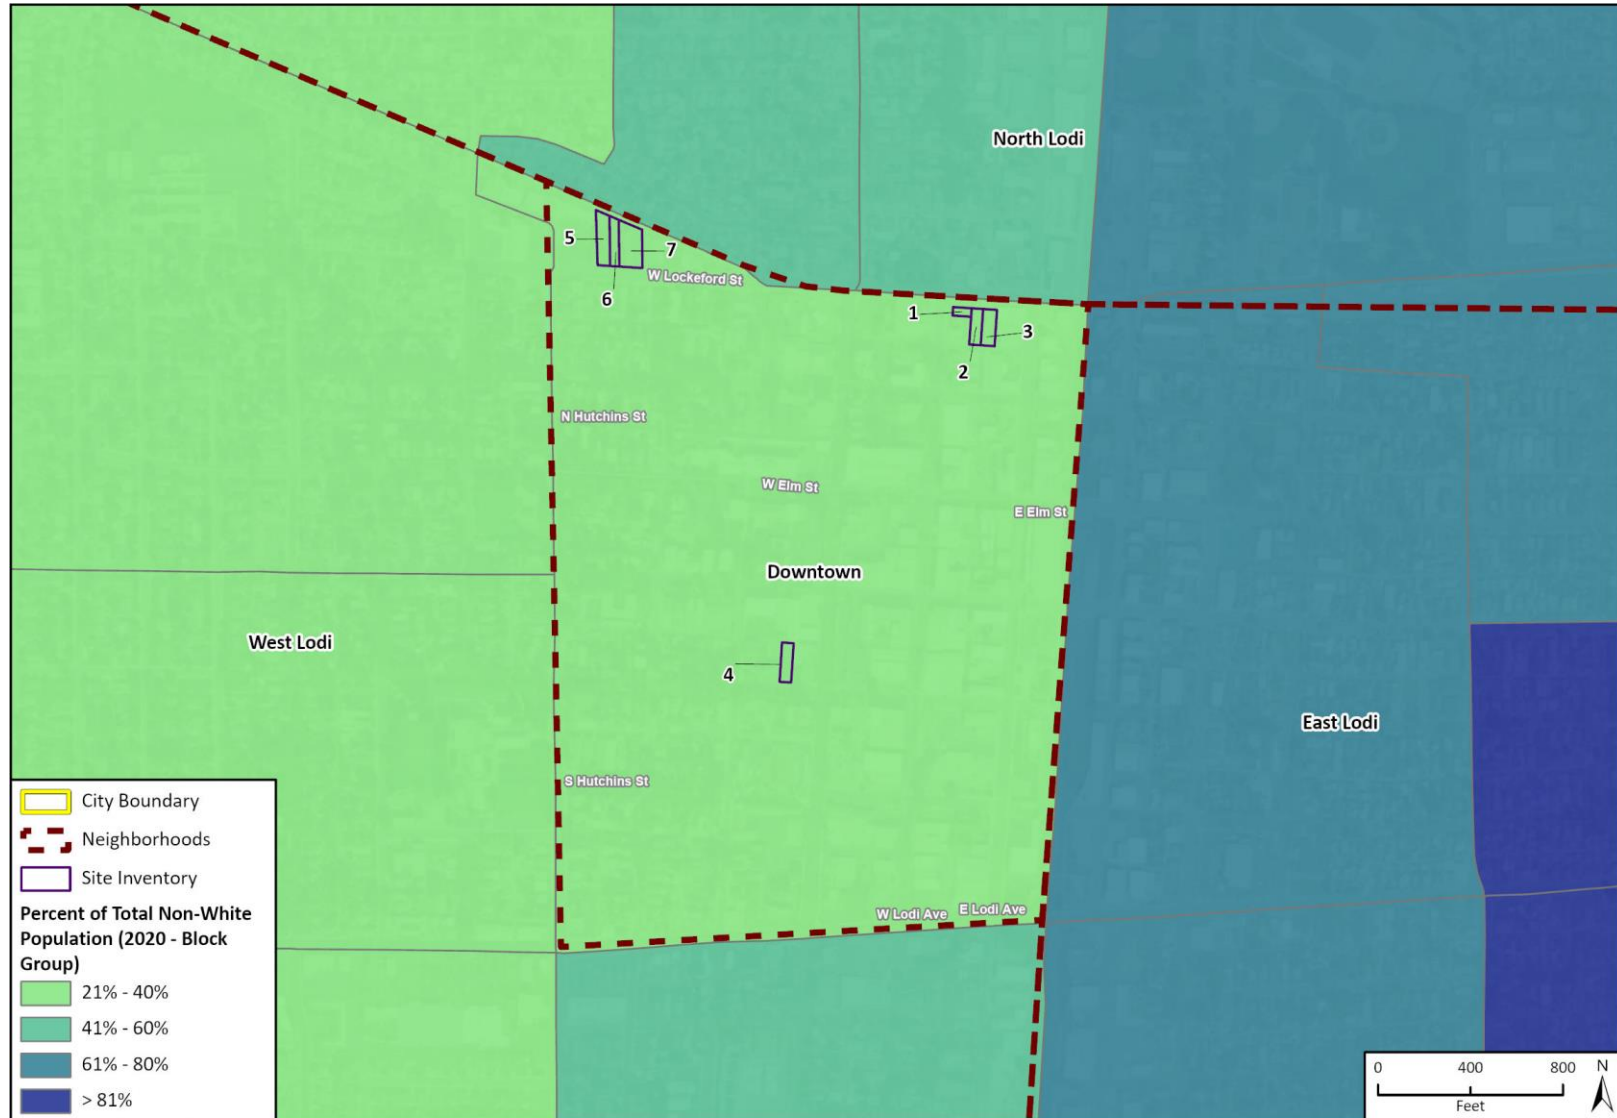 North Lodi
5
7
6
W Lockeford St
1
3
2
N Hutchins St
W Elm St
E Elm St
Downtown
West Lodi
4
East Lodi
S Hutchins St
W Lodi Ave
E Lodi Ave
City Boundary
Neighborhoods
Site Inventory
Percent of Total Non-White
Population (2020 - Block
Group)
21% - 40%
41% - 60%
61% - 80%
> 81%
0 400 800
Feet
N